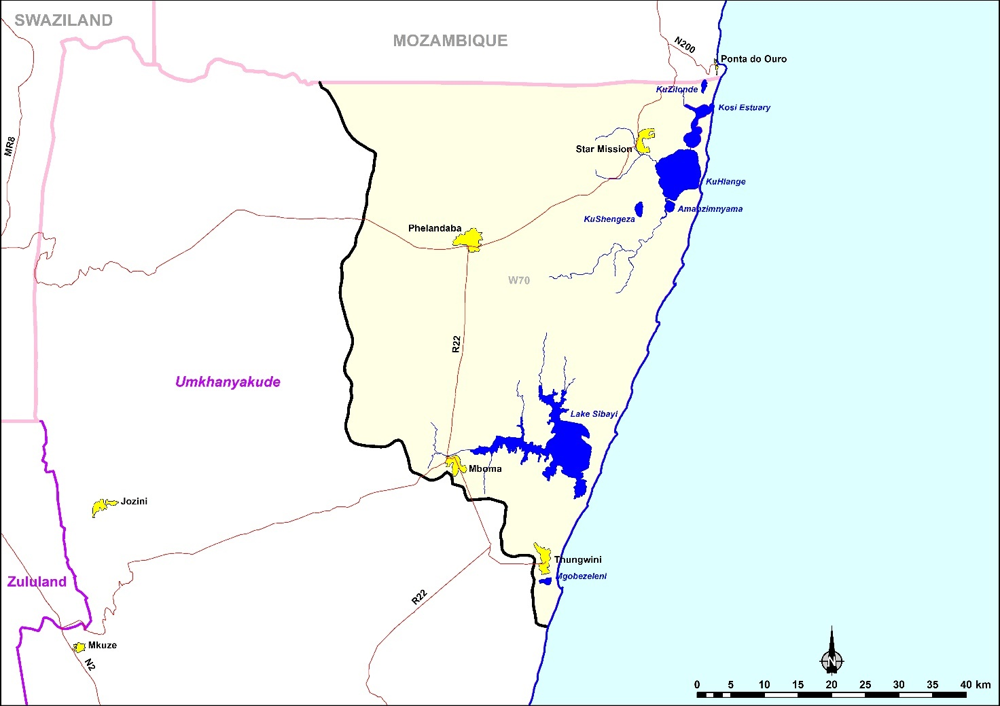 SWAZILAND
MOZAMBIQUE
N200
Ponta do Ouro
KuZilonde
Kosi Estuary
MR8
Star Mission
KuHlange
Amanzimnyama
KuShengeza
Phelandaba
W70
R22
Umkhanyakude
Lake Sibayi
Mboma
Jozini
Thungwini
Mgobezeleni
Zululand
R22
Mkuze
N2
N
0 5 10 15 20 25 30 35 40 km